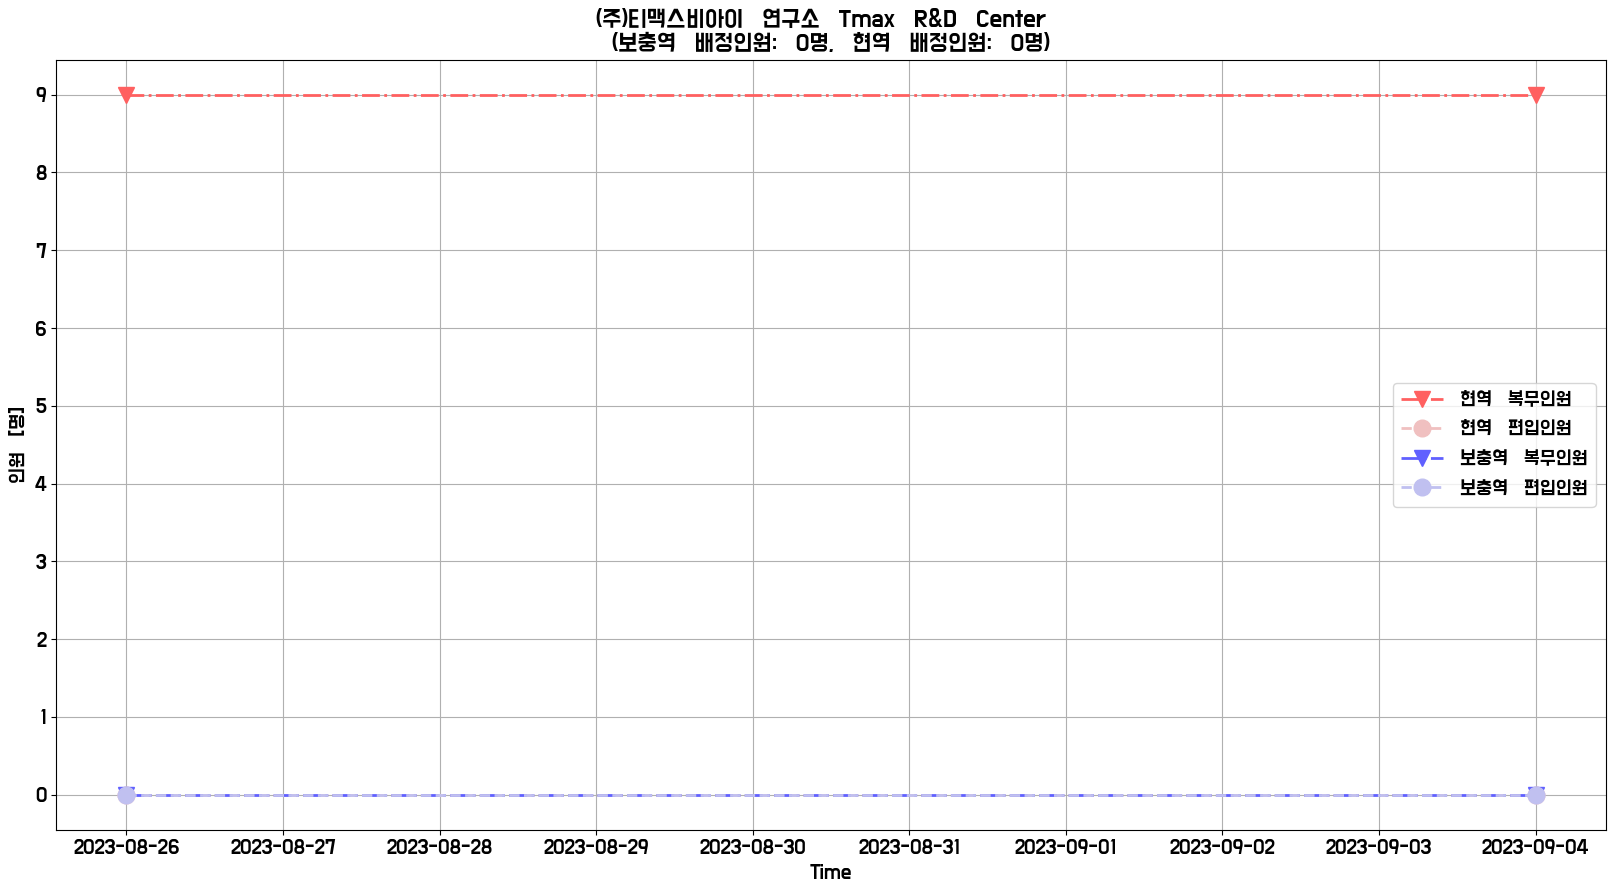 (주)티맥스비아이 연구소 Tmax R&D Center
(보충역 배정인원: 0명, 현역 배정인원: 0명)
9
8
7
6
5
4
3
2
1
0
인원 [명]
현역 복무인원
현역 편입인원
보충역 복무인원
보충역 편입인원
2023-08-26 2023-08-27 2023-08-28 2023-08-29 2023-08-30 2023-08-31 2023-09-01 2023-09-02 2023-09-03 2023-09-04
Time